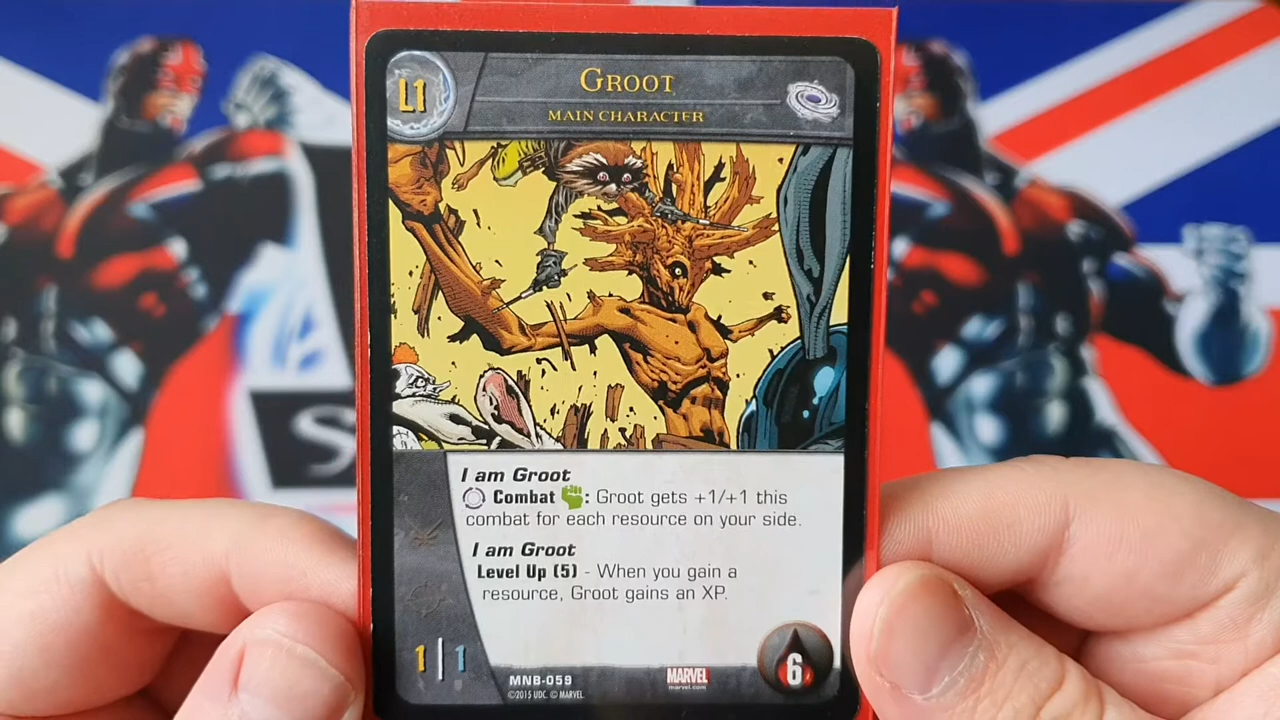 L1
GROOT
MAIN CHARACTER
I am Groot
Combat : Groot gets +1/+1 this
combat for each resource on your side.
I am Groot
Level Up (5) - When you gain a
resource, Groot gains an XP.
1 | 1
6
MNB-059
©2015 UDC. © MARVEL.
MARVEL
marvel.com
S